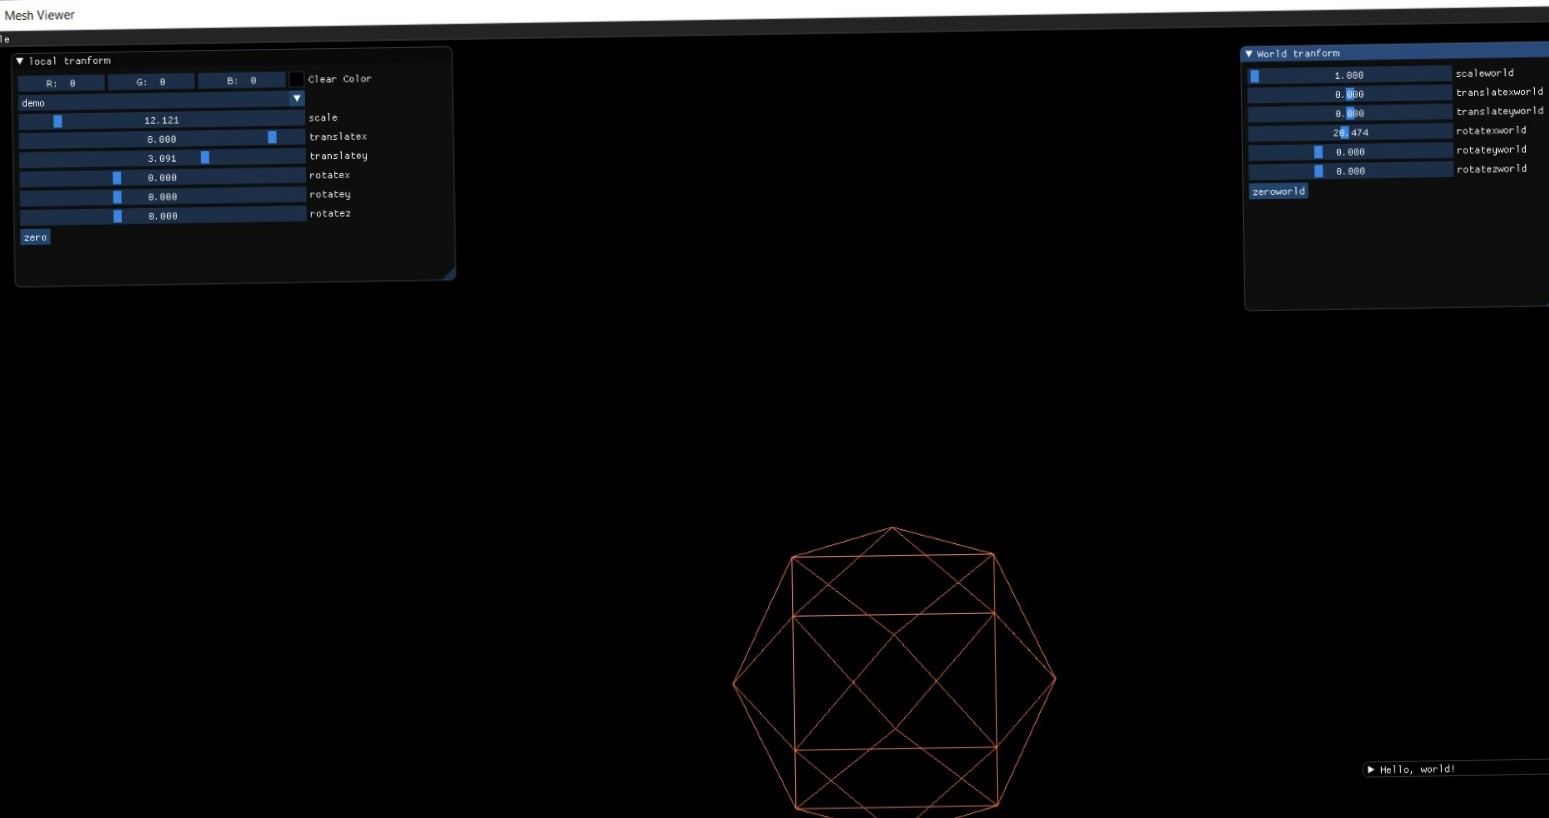 Mesh Viewer
le
local tranform
R: 0 G: 0 B: 0 Clear Color
demo
12.121 scale
8.000 translatex
3.091 translatey
0.000 rotatex
0.000 rotatey
0.000 rotatez
zero
World tranform
1.000 scaleworld
0.000 translatexworld
0.000 translateyworld
20.474 rotatexworld
0.000 rotateyworld
0.000 rotatezworld
zeroworld
Hello, world!